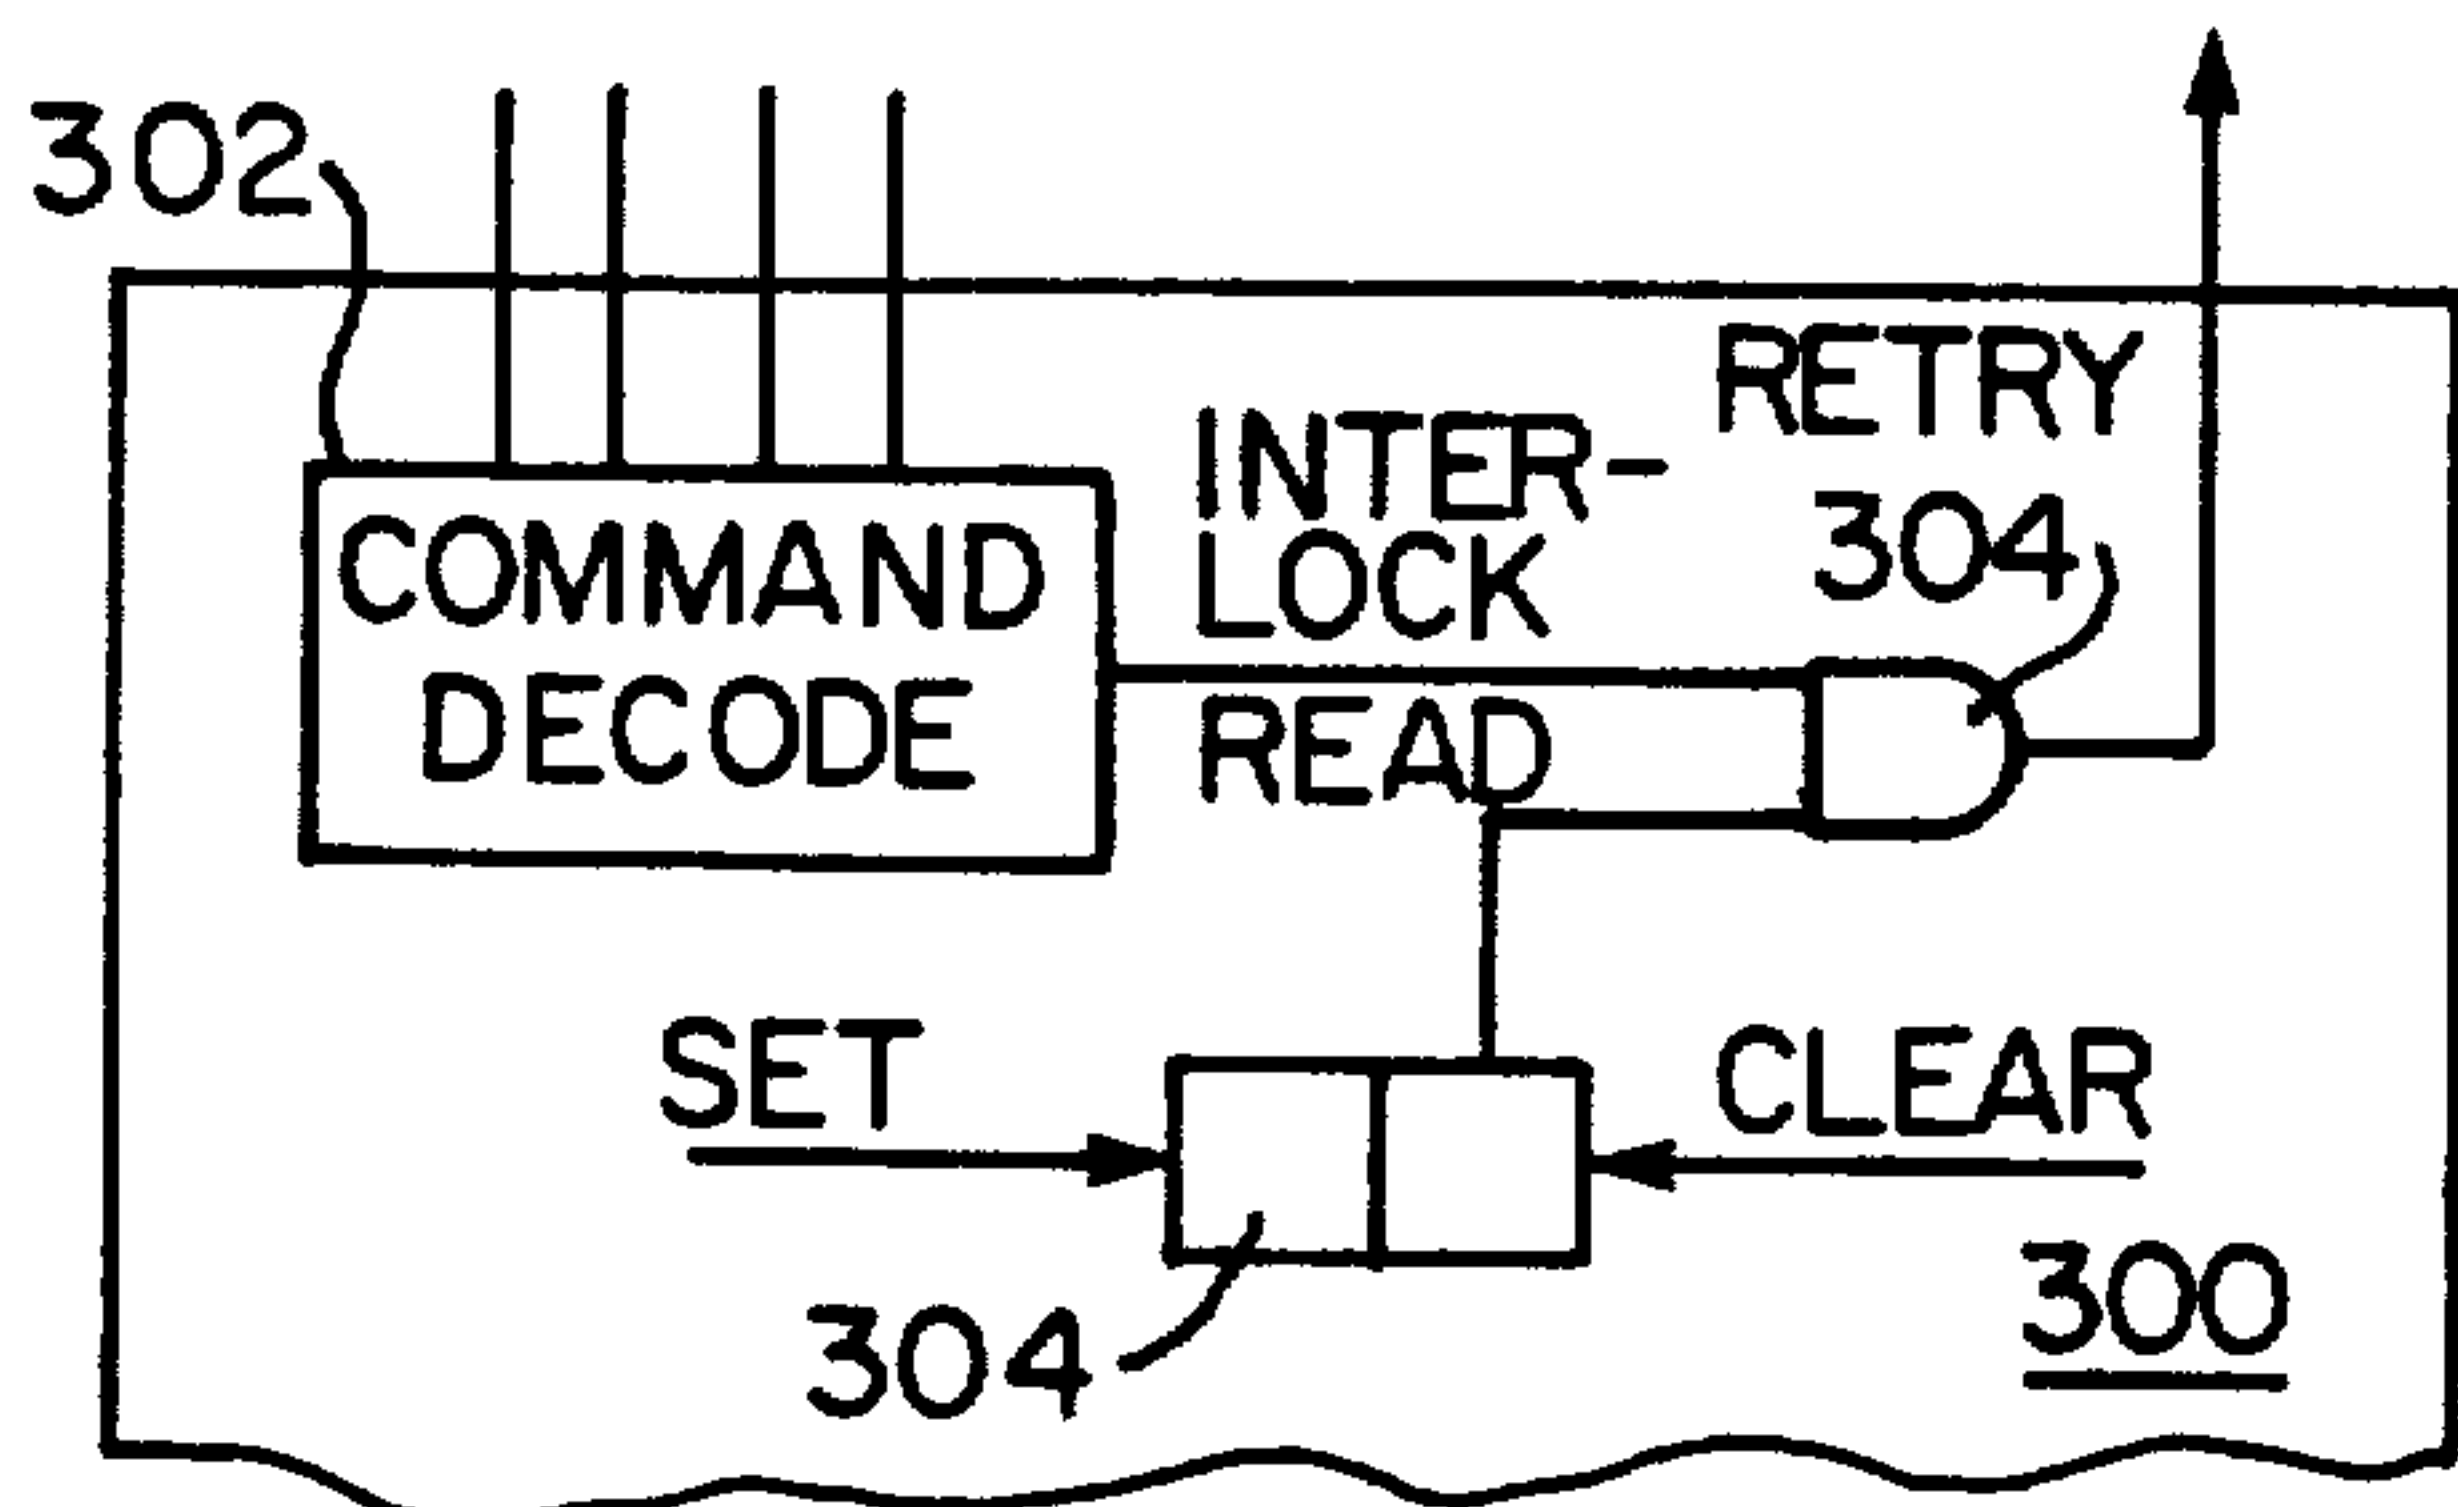 302
RETRY
INTER-
LOCK
304
COMMAND
DECODE
READ
SET
CLEAR
304
300